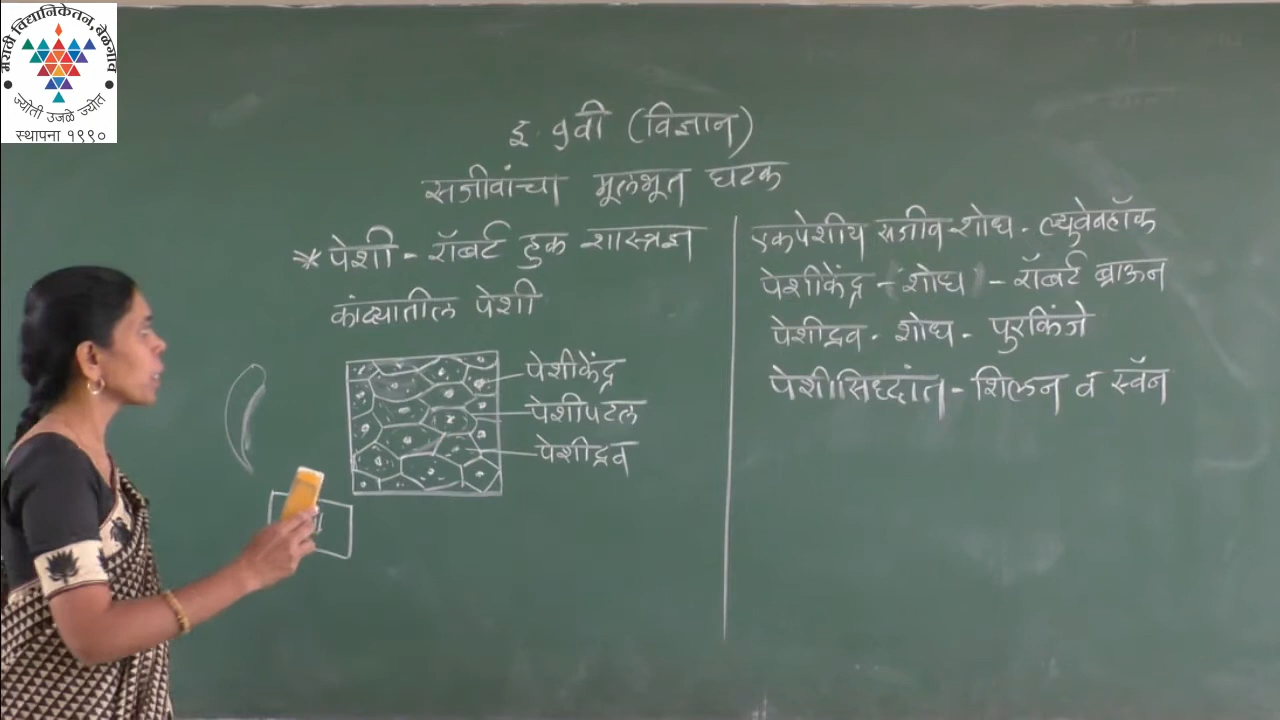 मराठी विद्यानिकेतन, बेळगाव
ज्योती उजळे ज्योत
स्थापना १९९०
इ. ९वी (विज्ञान)
सजीवांचा मूलभूत घटक
* पेशी - रॉबर्ट हुक शास्त्रज्ञ
कांद्यातील पेशी
पेशीकेंद्र
पेशीपटल
पेशीद्रव
एकपेशीय सजीव - शोध - ल्युवेनहॉक
पेशीकेंद्र - (शोध) - रॉबर्ट ब्राऊन
पेशीद्रव - शोध - पुरकिंजे
पेशीसिध्दांत - शिलन व स्वॅन